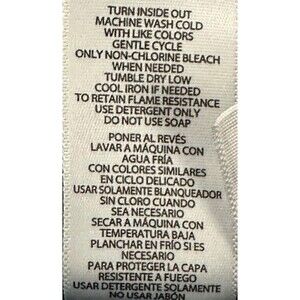 TURN INSIDE OUT
MACHINE WASH COLD
WITH LIKE COLORS
GENTLE CYCLE
ONLY NON-CHLORINE BLEACH
WHEN NEEDED
TUMBLE DRY LOW
COOL IRON IF NEEDED
TO RETAIN FLAME RESISTANCE
USE DETERGENT ONLY
DO NOT USE SOAP
PONER AL REVÉS
LAVAR A MÁQUINA CON
AGUA FRÍA
CON COLORES SIMILARES
EN CICLO DELICADO
USAR SOLAMENTE BLANQUEADOR
SIN CLORO CUANDO
SEA NECESARIO
SECAR A MÁQUINA CON
TEMPERATURA BAJA
PLANCHAR EN FRÍO SI ES
NECESARIO
PARA PROTEGER LA CAPA
RESISTENTE A FUEGO
USAR DETERGENTE SOLAMENTE
NO USAR JABÓN